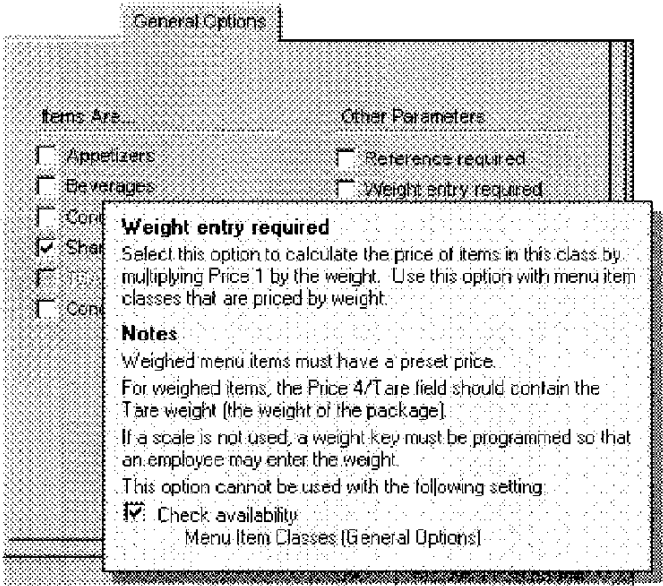 General Options
Items Are...
Other Parameters
Appetizers
Reference required
Beverages
Weight entry required
Cond
Shar
Cond
Weight entry required
Select this option to calculate the price of items in this class by
multiplying Price 1 by the weight. Use this option with menu item
classes that are priced by weight.
Notes
Weighed menu items must have a preset price.
For weighed items, the Price 4/Tare field should contain the
Tare weight (the weight of the package).
If a scale is not used, a weight key must be programmed so that
an employee may enter the weight.
This option cannot be used with the following setting:
Check availability
Menu Item Classes (General Options)